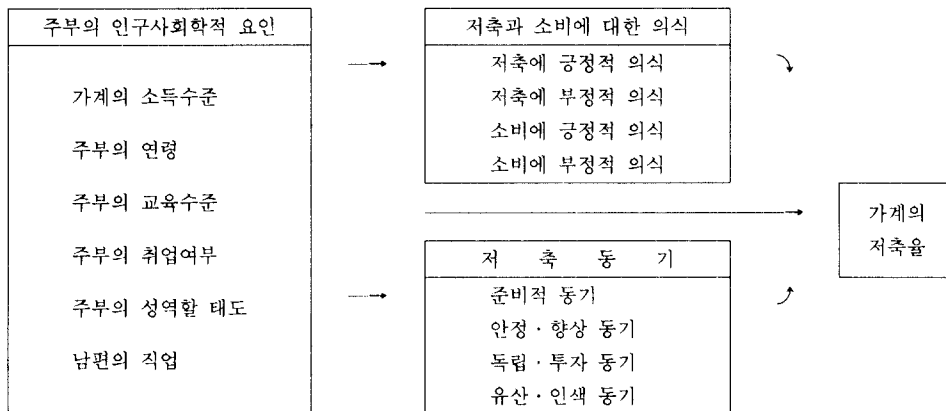 주부의 인구사회학적 요인
가계의 소득수준
주부의 연령
주부의 교육수준
주부의 취업여부
주부의 성역할 태도
남편의 직업
저축과 소비에 대한 의식
저축에 긍정적 의식
저축에 부정적 의식
소비에 긍정적 의식
소비에 부정적 의식
저 축 동 기
준비적 동기
안정·향상 동기
독립·투자 동기
유산·인색 동기
가계의
저축율